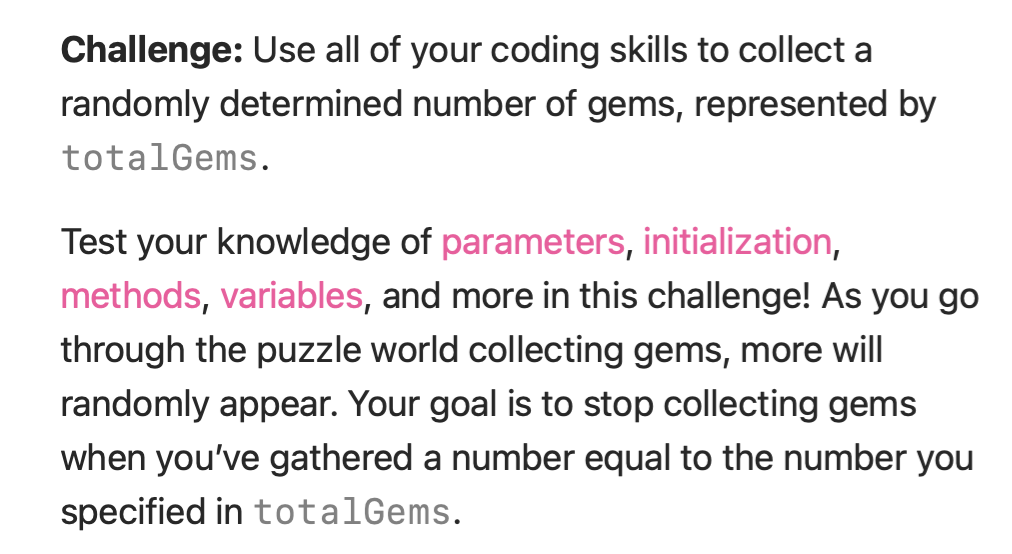 Challenge: Use all of your coding skills to collect a
randomly determined number of gems, represented by
totalGems.
Test your knowledge of parameters, initialization,
methods, variables, and more in this challenge! As you go
through the puzzle world collecting gems, more will
randomly appear. Your goal is to stop collecting gems
when you’ve gathered a number equal to the number you
specified in totalGems.